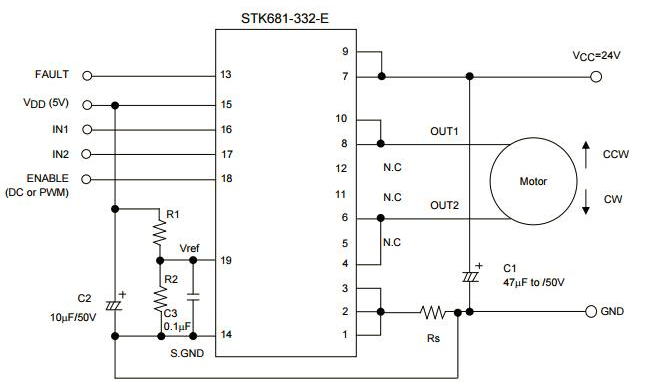 STK681-332-E
FAULT
VDD (5V)
IN1
IN2
ENABLE
(DC or PWM)
13
15
16
17
18
19
14
9
7
10
8
12
11
6
5
4
3
2
1
VCC=24V
OUT1
N.C
N.C
OUT2
N.C
Motor
CCW
CW
R1
Vref
R2
C3
0.1μF
C2
+
10μF/50V
S.GND
+
C1
47μF to /50V
Rs
GND